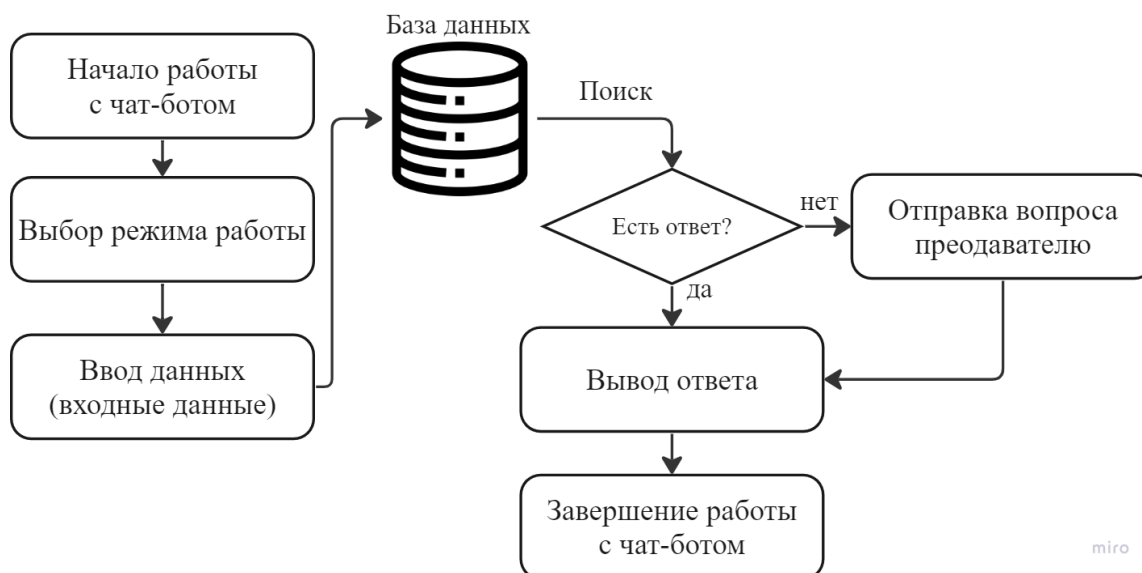 Начало работы
с чат-ботом
Выбор режима работы
Ввод данных
(входные данные)
База данных
Поиск
Есть ответ?
нет
Отправка вопроса
преодавателю
да
Вывод ответа
Завершение работы
с чат-ботом
miro